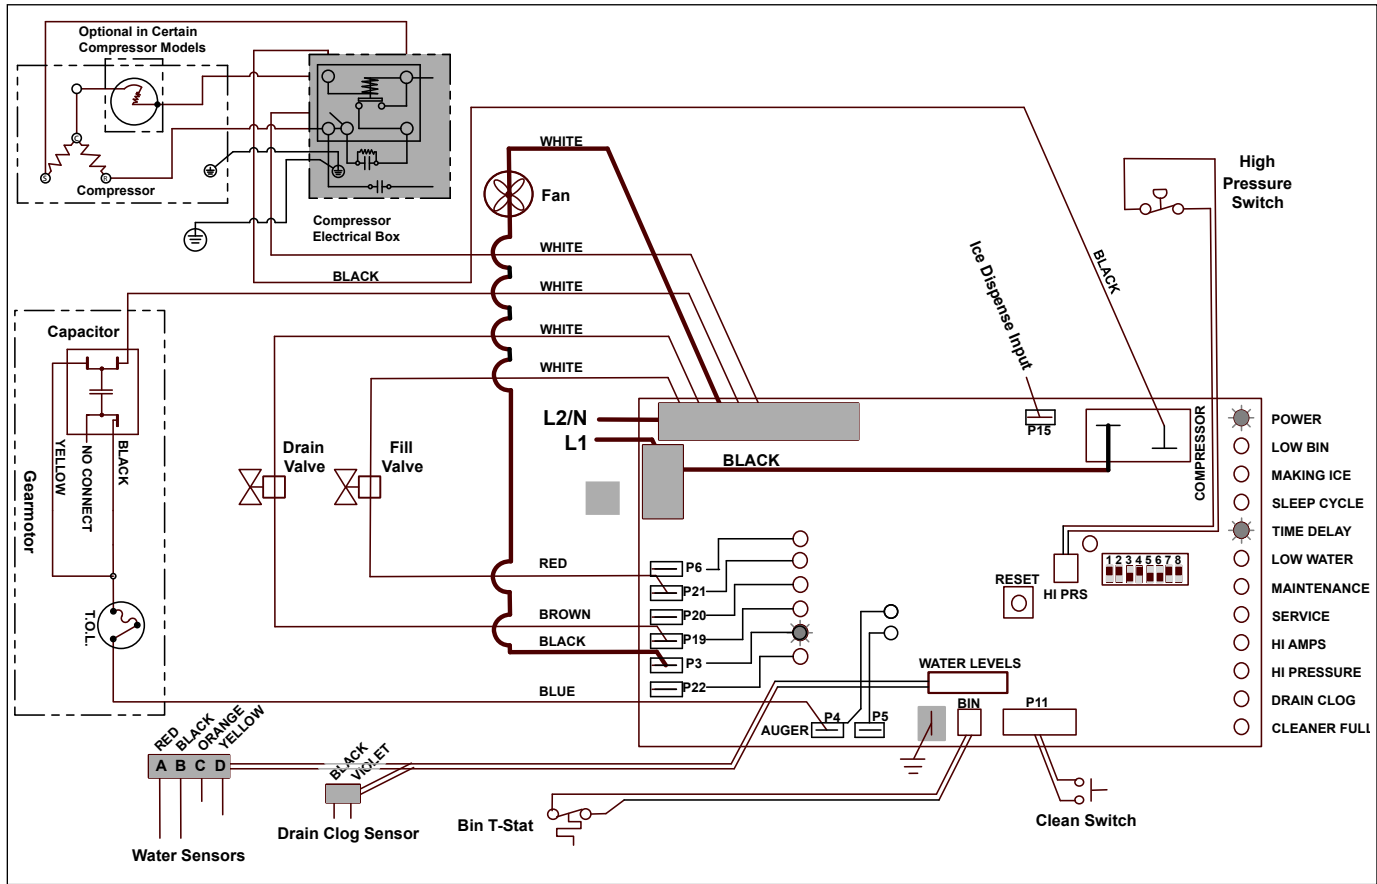 Optional in Certain
Compressor Models
C
S
R
Compressor
Compressor
Electrical Box
WHITE
Fan
WHITE
BLACK
WHITE
WHITE
WHITE
High
Pressure
Switch
BLACK
Ice Dispense Input
P15
COMPRESSOR
Capacitor
YELLOW
NO CONNECT
BLACK
Gearmotor
T.O.L.
Drain
Valve
Fill
Valve
L2/N
L1
BLACK
RED
BROWN
BLACK
BLUE
P6
P21
P20
P19
P3
P22
AUGER
P4
P5
WATER LEVELS
BIN
P11
RESET
HI PRS
1 2 3 4 5 6 7 8
POWER
LOW BIN
MAKING ICE
SLEEP CYCLE
TIME DELAY
LOW WATER
MAINTENANCE
SERVICE
HI AMPS
HI PRESSURE
DRAIN CLOG
CLEANER FULL
RED
BLACK
ORANGE
YELLOW
A B C D
Water Sensors
BLACK
VIOLET
Drain Clog Sensor
Bin T-Stat
Clean Switch